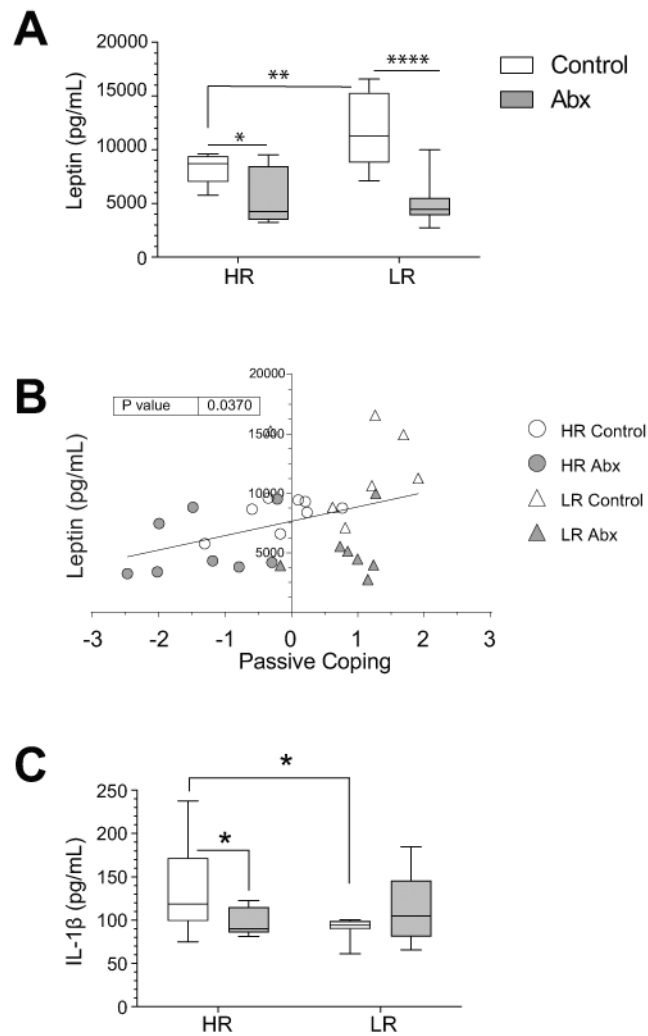 A
Leptin (pg/mL)
20000
15000
10000
5000
0
**
****
*
HR
LR
Control
Abx
B
Leptin (pg/mL)
P value 0.0370
20000
15000
10000
5000
-3 -2 -1 0 1 2 3
Passive Coping
HR Control
HR Abx
LR Control
LR Abx
C
IL-1β (pg/mL)
250
200
150
100
50
0
*
*
HR
LR